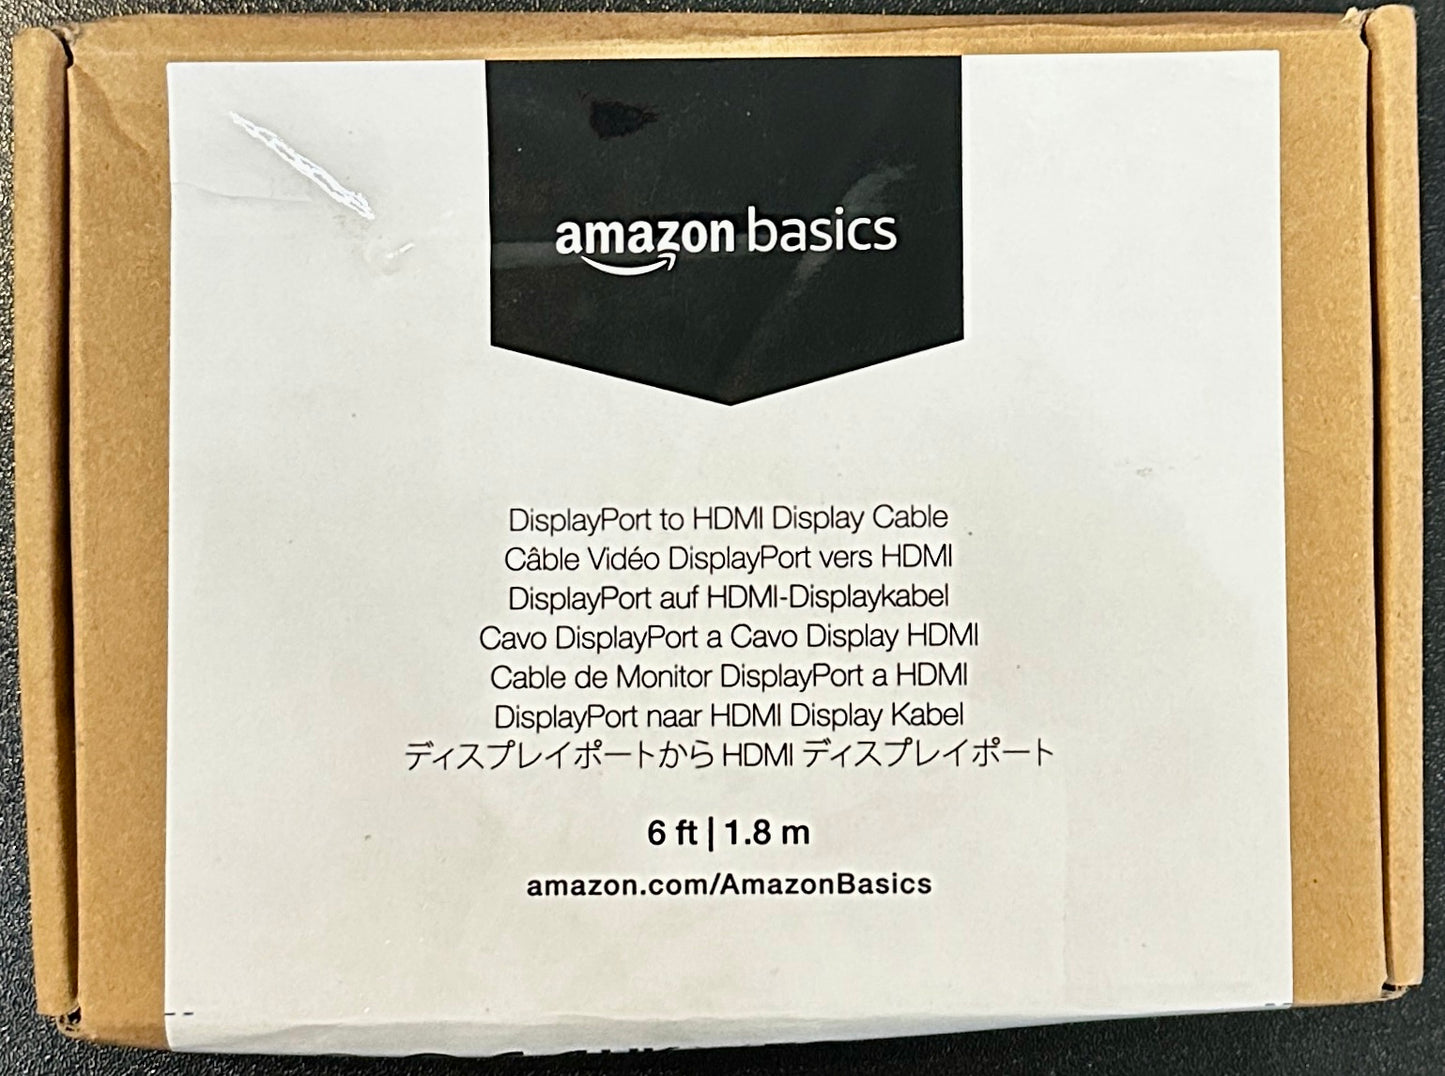 amazon basics
DisplayPort to HDMI Display Cable
Câble Vidéo DisplayPort vers HDMI
DisplayPort auf HDMI-Displaykabel
Cavo DisplayPort a Cavo Display HDMI
Cable de Monitor DisplayPort a HDMI
DisplayPort naar HDMI Display Kabel
ディスプレイポートから HDMI ディスプレイポート
6 ft | 1.8 m
amazon.com/AmazonBasics